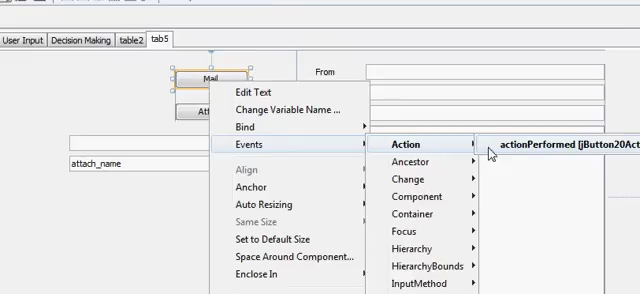 User Input
Decision Making
table2
tab5
Mail
From
attach_name
Edit Text
Change Variable Name ...
Bind
Events
Align
Anchor
Auto Resizing
Same Size
Set to Default Size
Space Around Component...
Enclose In
Action
Ancestor
Change
Component
Container
Focus
Hierarchy
HierarchyBounds
InputMethod
actionPerformed [jButton20Act